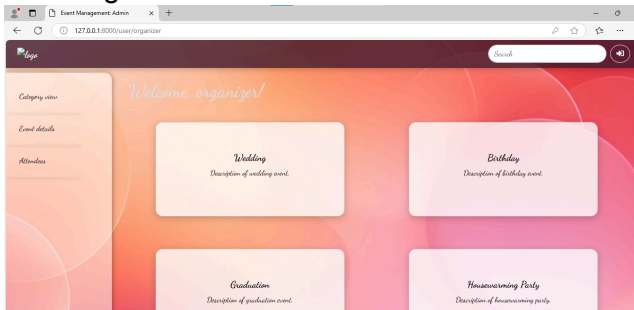 Event Management: Admin
127.0.0.1:8000/user/organizer
logo
Search
Category view
Event details
Attendees
Welcome, organizer!
Wedding
Description of wedding event.
Birthday
Description of birthday event.
Graduation
Description of graduation event.
Housewarming Party
Description of housewarming party.